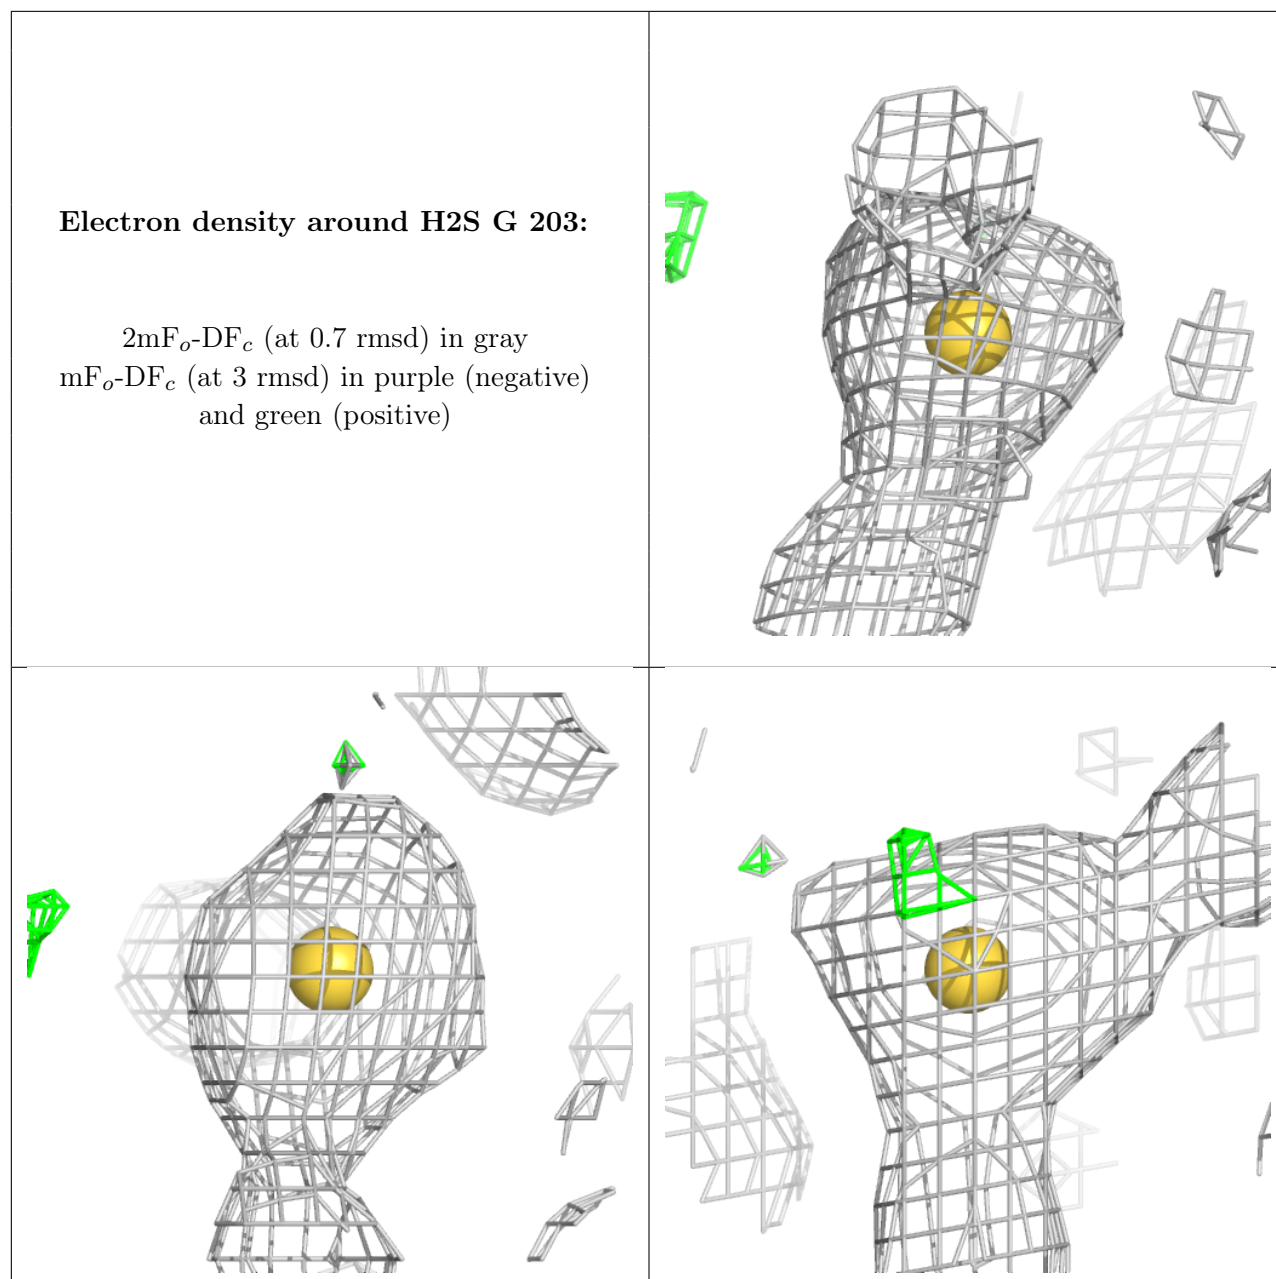 Electron density around H2S G 203:
2mFo-DFc (at 0.7 rmsd) in gray
mFo-DFc (at 3 rmsd) in purple (negative)
and green (positive)